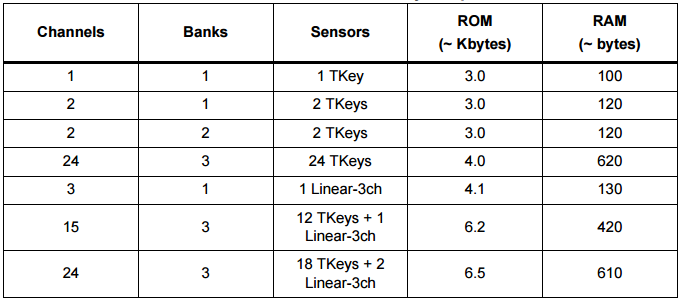 Channels Banks Sensors ROM (~ Kbytes) RAM (~ bytes)
1 1 1 TKey 3.0 100
2 1 2 TKeys 3.0 120
2 2 2 TKeys 3.0 120
24 3 24 TKeys 4.0 620
3 1 1 Linear-3ch 4.1 130
15 3 12 TKeys + 1 Linear-3ch 6.2 420
24 3 18 TKeys + 2 Linear-3ch 6.5 610